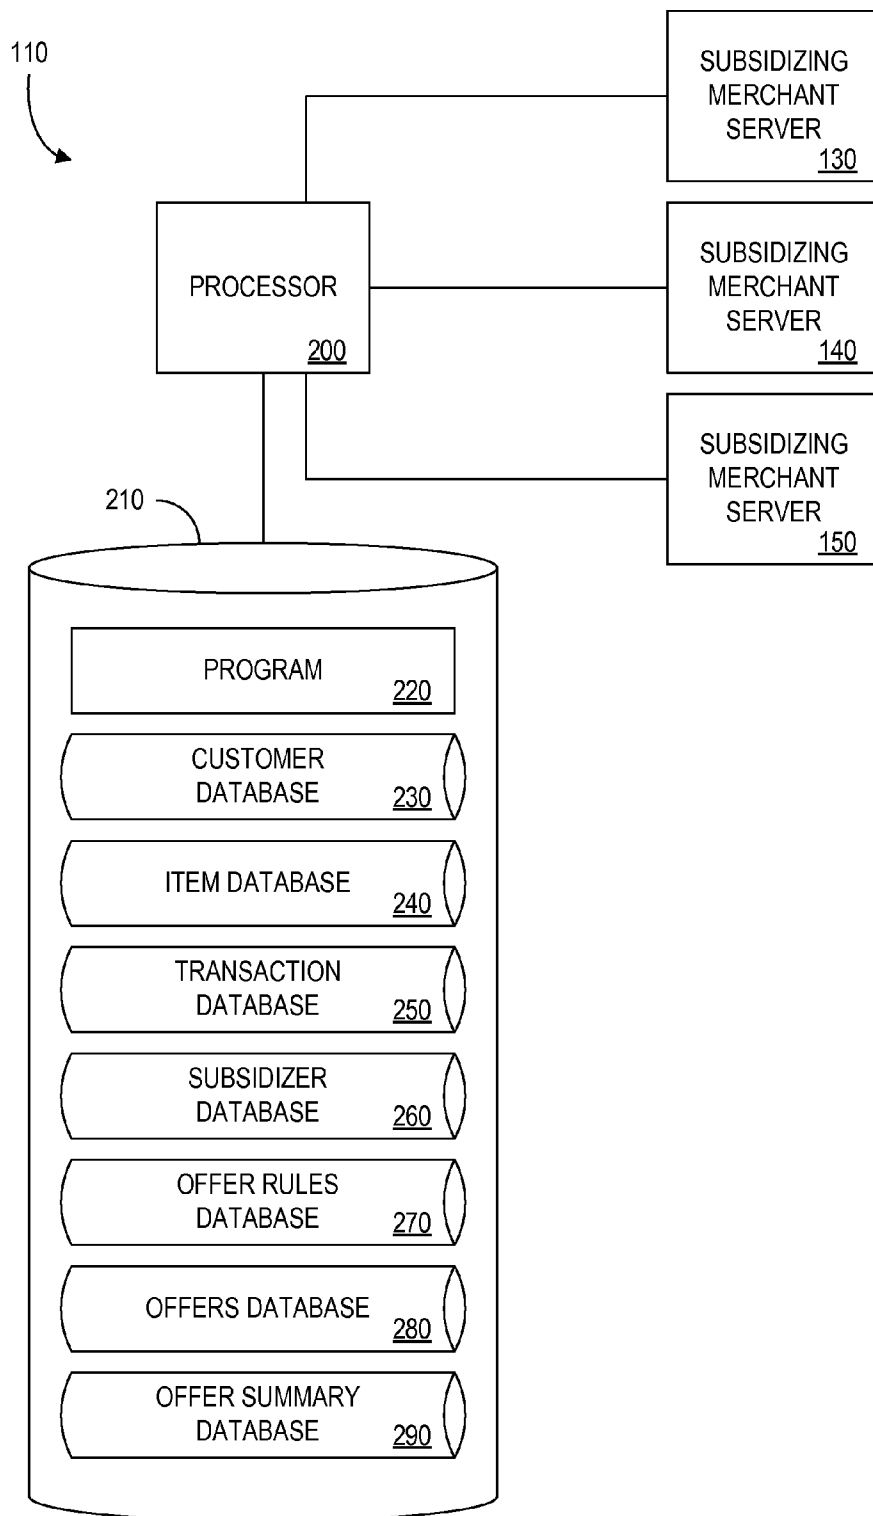 110
SUBSIDIZING
MERCHANT
SERVER
130
PROCESSOR
200
SUBSIDIZING
MERCHANT
SERVER
140
SUBSIDIZING
MERCHANT
SERVER
150
210
PROGRAM
220
CUSTOMER
DATABASE
230
ITEM DATABASE
240
TRANSACTION
DATABASE
250
SUBSIDIZER
DATABASE
260
OFFER RULES
DATABASE
270
OFFERS DATABASE
280
OFFER SUMMARY
DATABASE
290